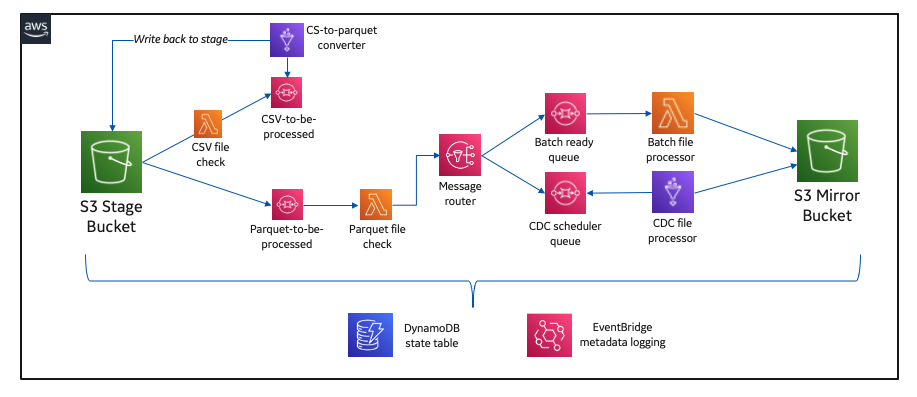 aws
Write back to stage
CS-to-parquet
converter
CSV-to-be-
processed
CSV file
check
S3 Stage
Bucket
Parquet-to-be-
processed
Parquet file
check
Message
router
Batch ready
queue
Batch file
processor
CDC scheduler
queue
CDC file
processor
S3 Mirror
Bucket
DynamoDB
state table
EventBridge
metadata logging